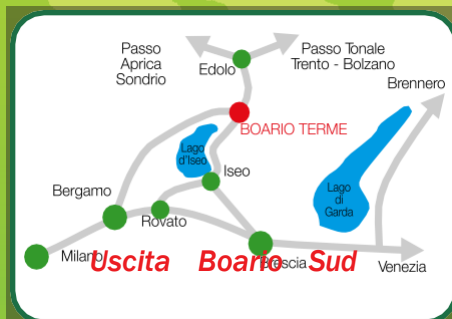 Passo
Aprica
Sondrio
Edolo
Passo Tonale
Trento - Bolzano
Brennero
BOARIO TERME
Lago
d'Iseo
Iseo
Bergamo
Lago
di
Garda
Rovato
Milano
Brescia
Venezia
Uscita Boario Sud